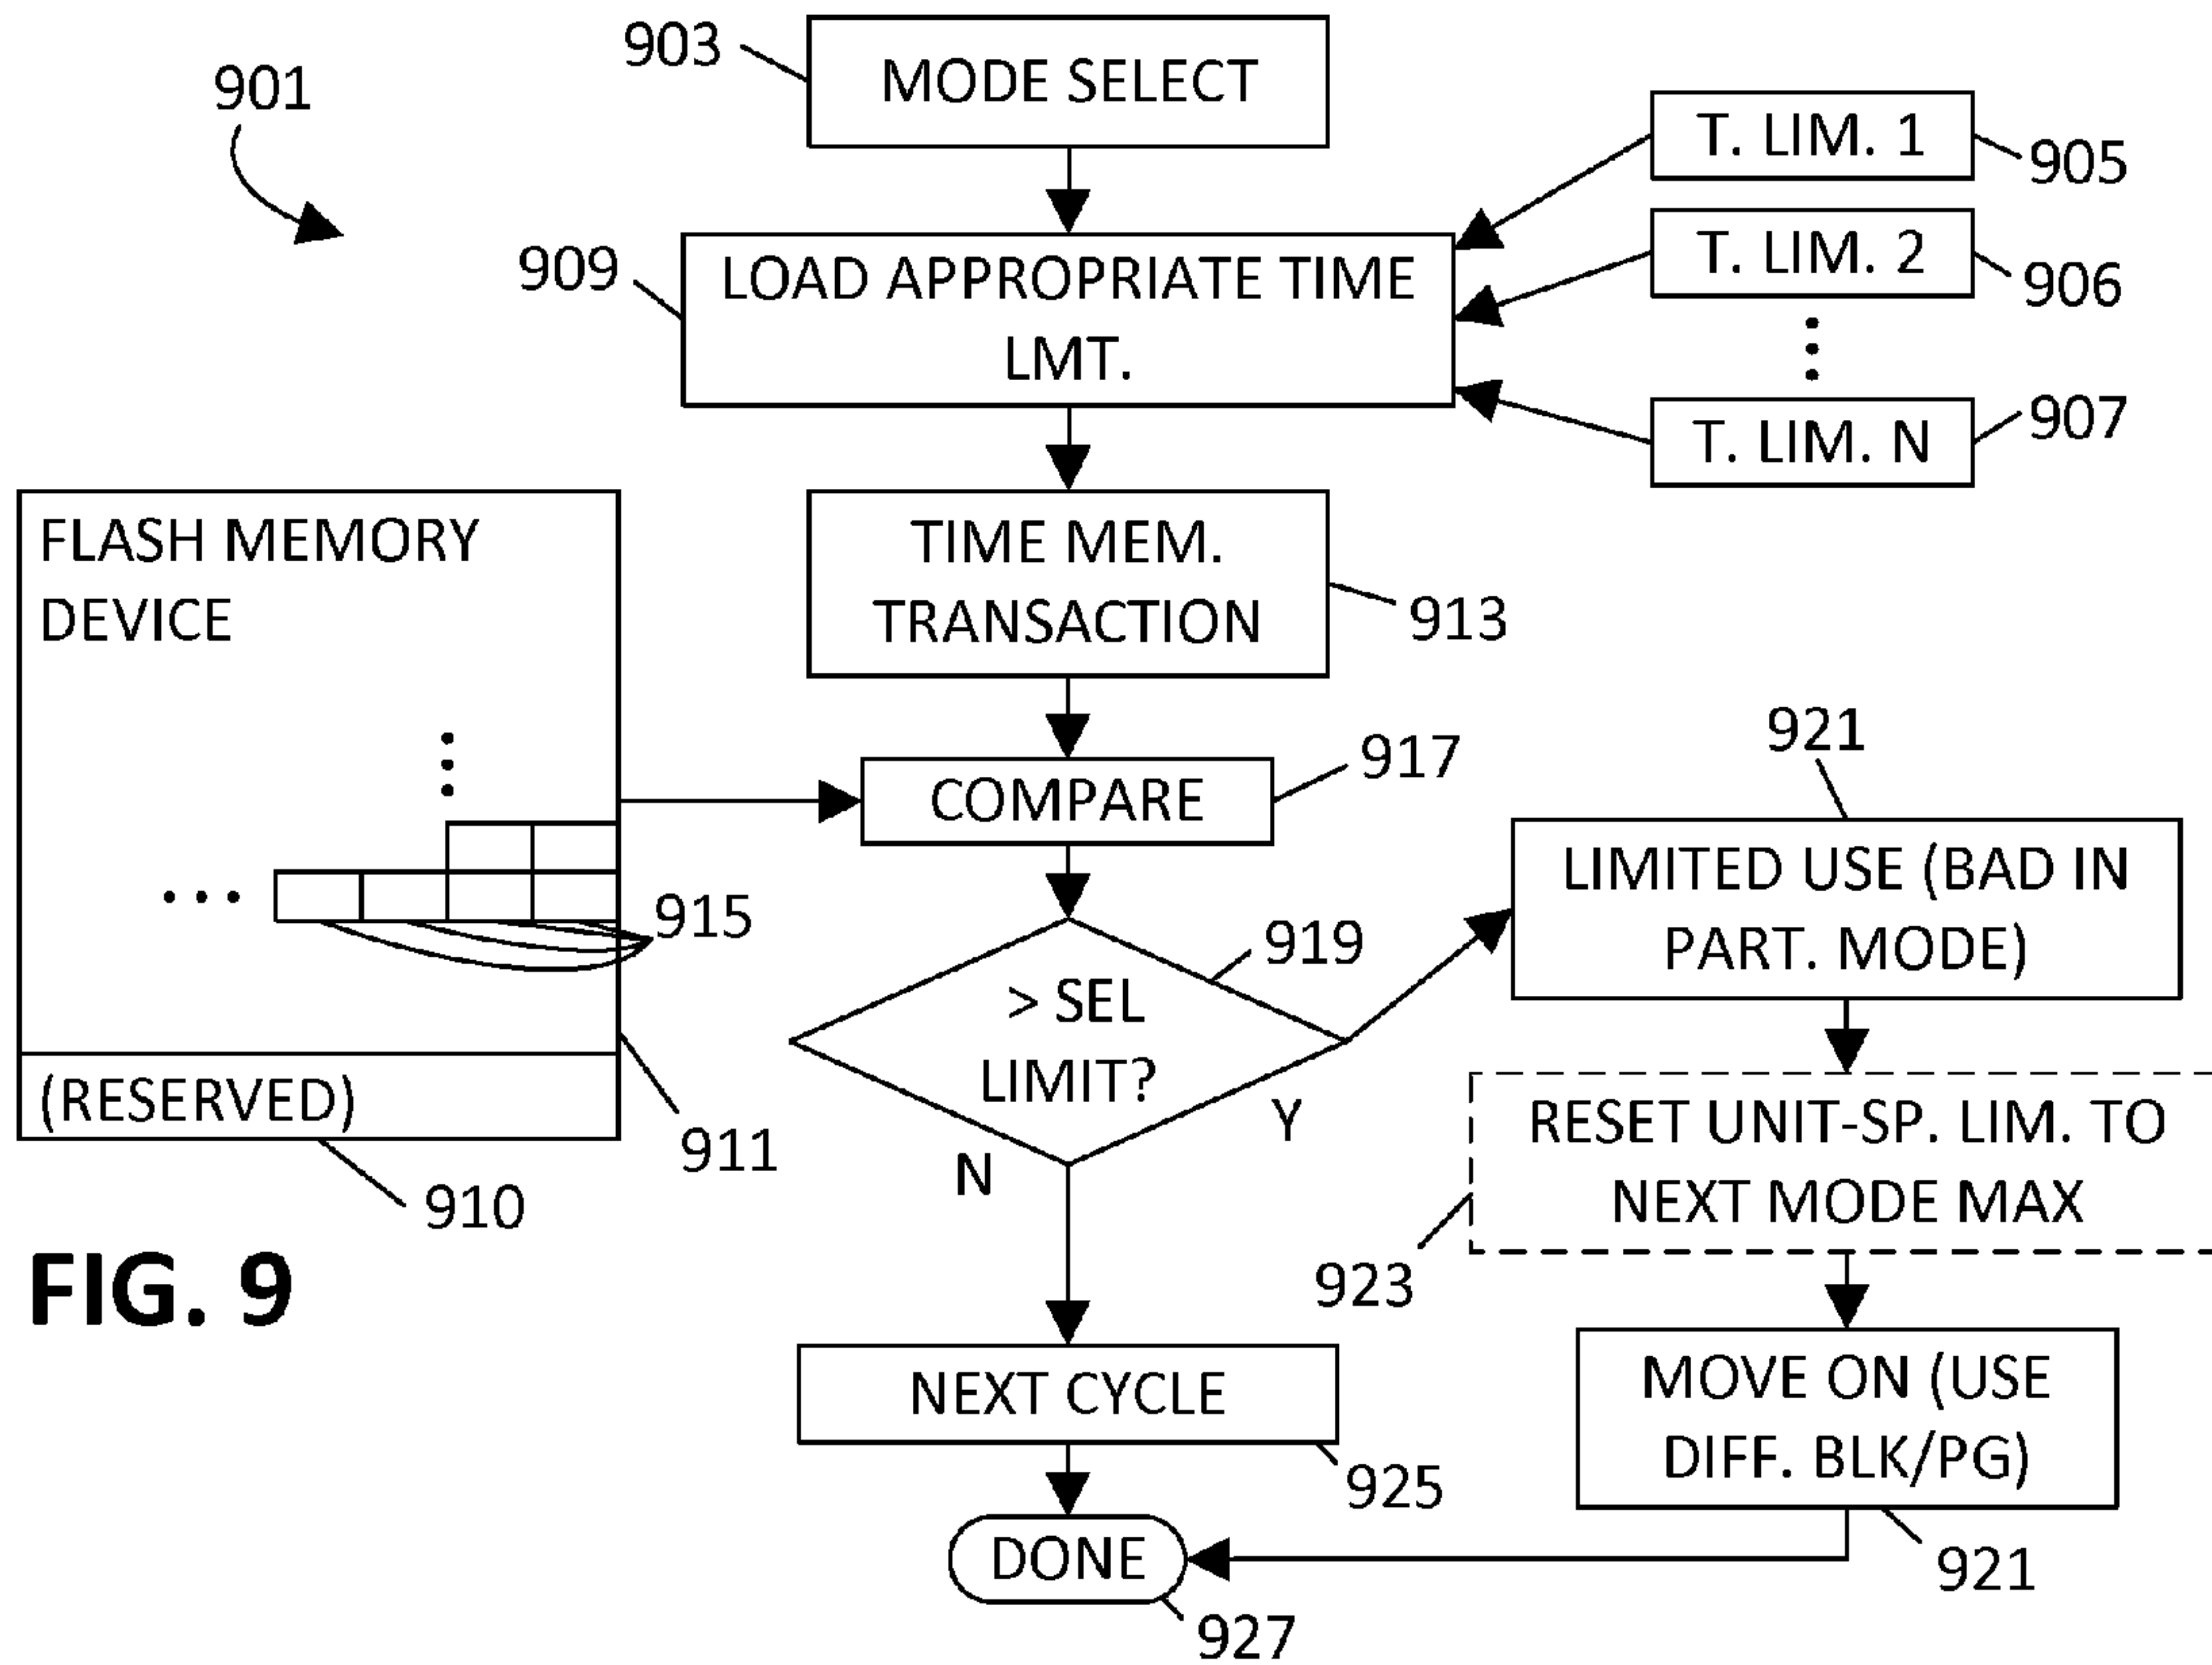 903
MODE SELECT
901
T. LIM. 1
905
909
LOAD APPROPRIATE TIME
LMT.
T. LIM. 2
906
T. LIM. N
907
FLASH MEMORY
DEVICE
TIME MEM.
TRANSACTION
913
917
COMPARE
921
LIMITED USE (BAD IN
PART. MODE)
915
919
> SEL
LIMIT?
Y
N
(RESERVED)
911
910
RESET UNIT-SP. LIM. TO
NEXT MODE MAX
923
FIG. 9
NEXT CYCLE
925
MOVE ON (USE
DIFF. BLK/PG)
921
DONE
927